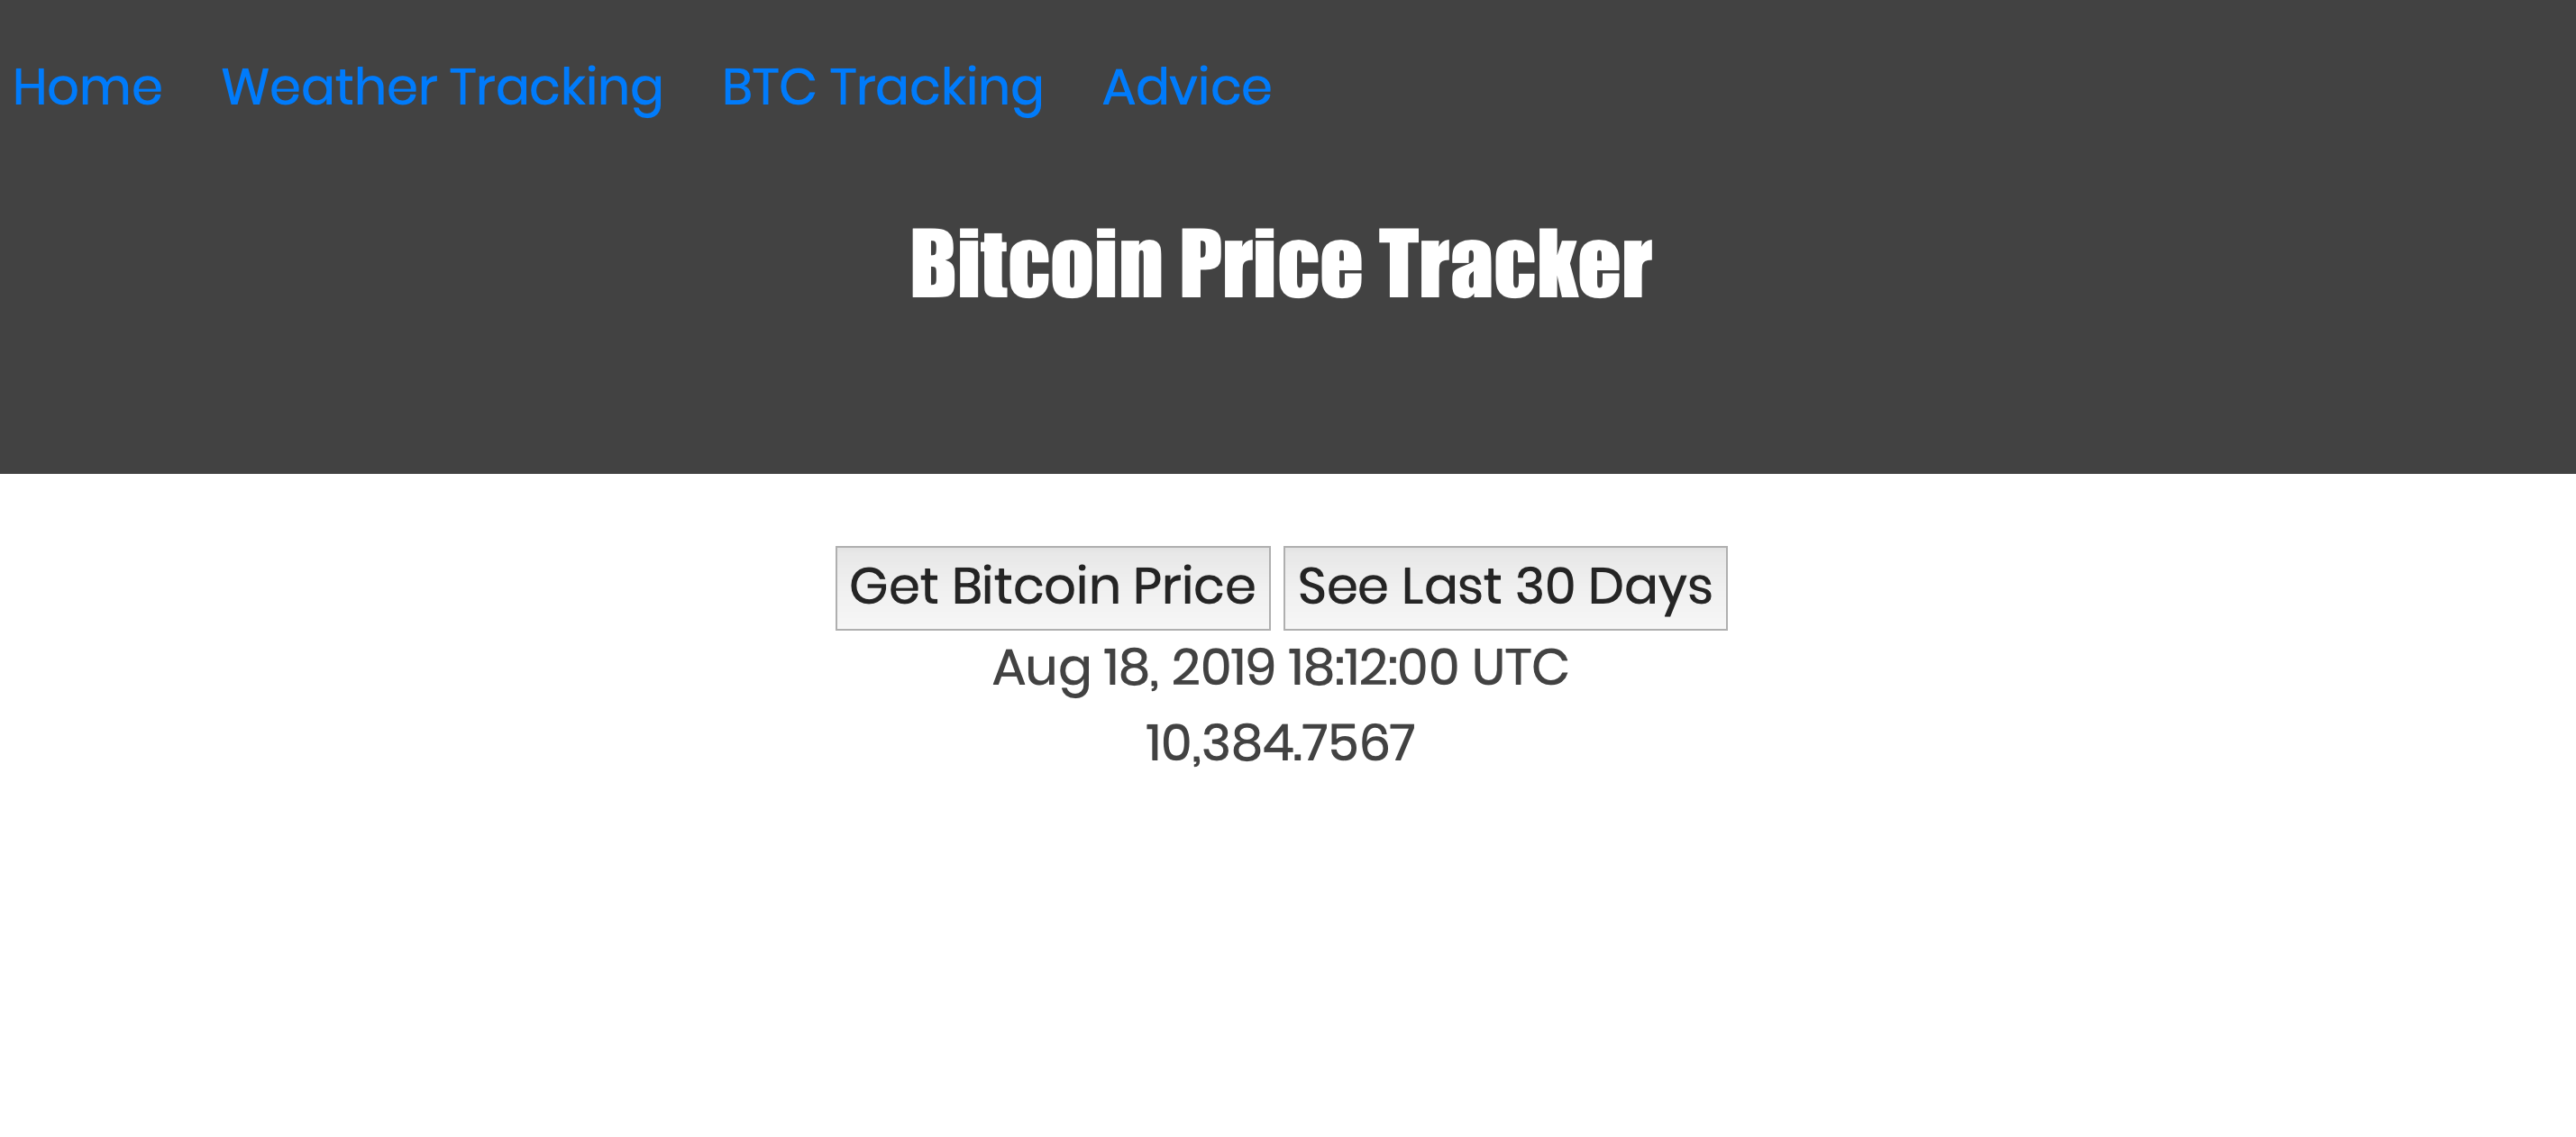 Home Weather Tracking BTC Tracking Advice
Bitcoin Price Tracker
Get Bitcoin Price See Last 30 Days
Aug 18, 2019 18:12:00 UTC
10,384.7567